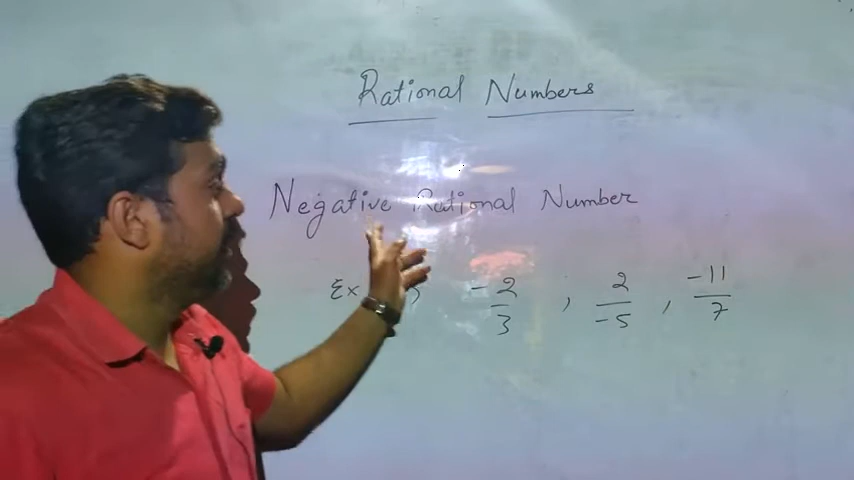 Rational Numbers
Negative Rational Number
Ex -2/3 , 2/-5 , -11/7